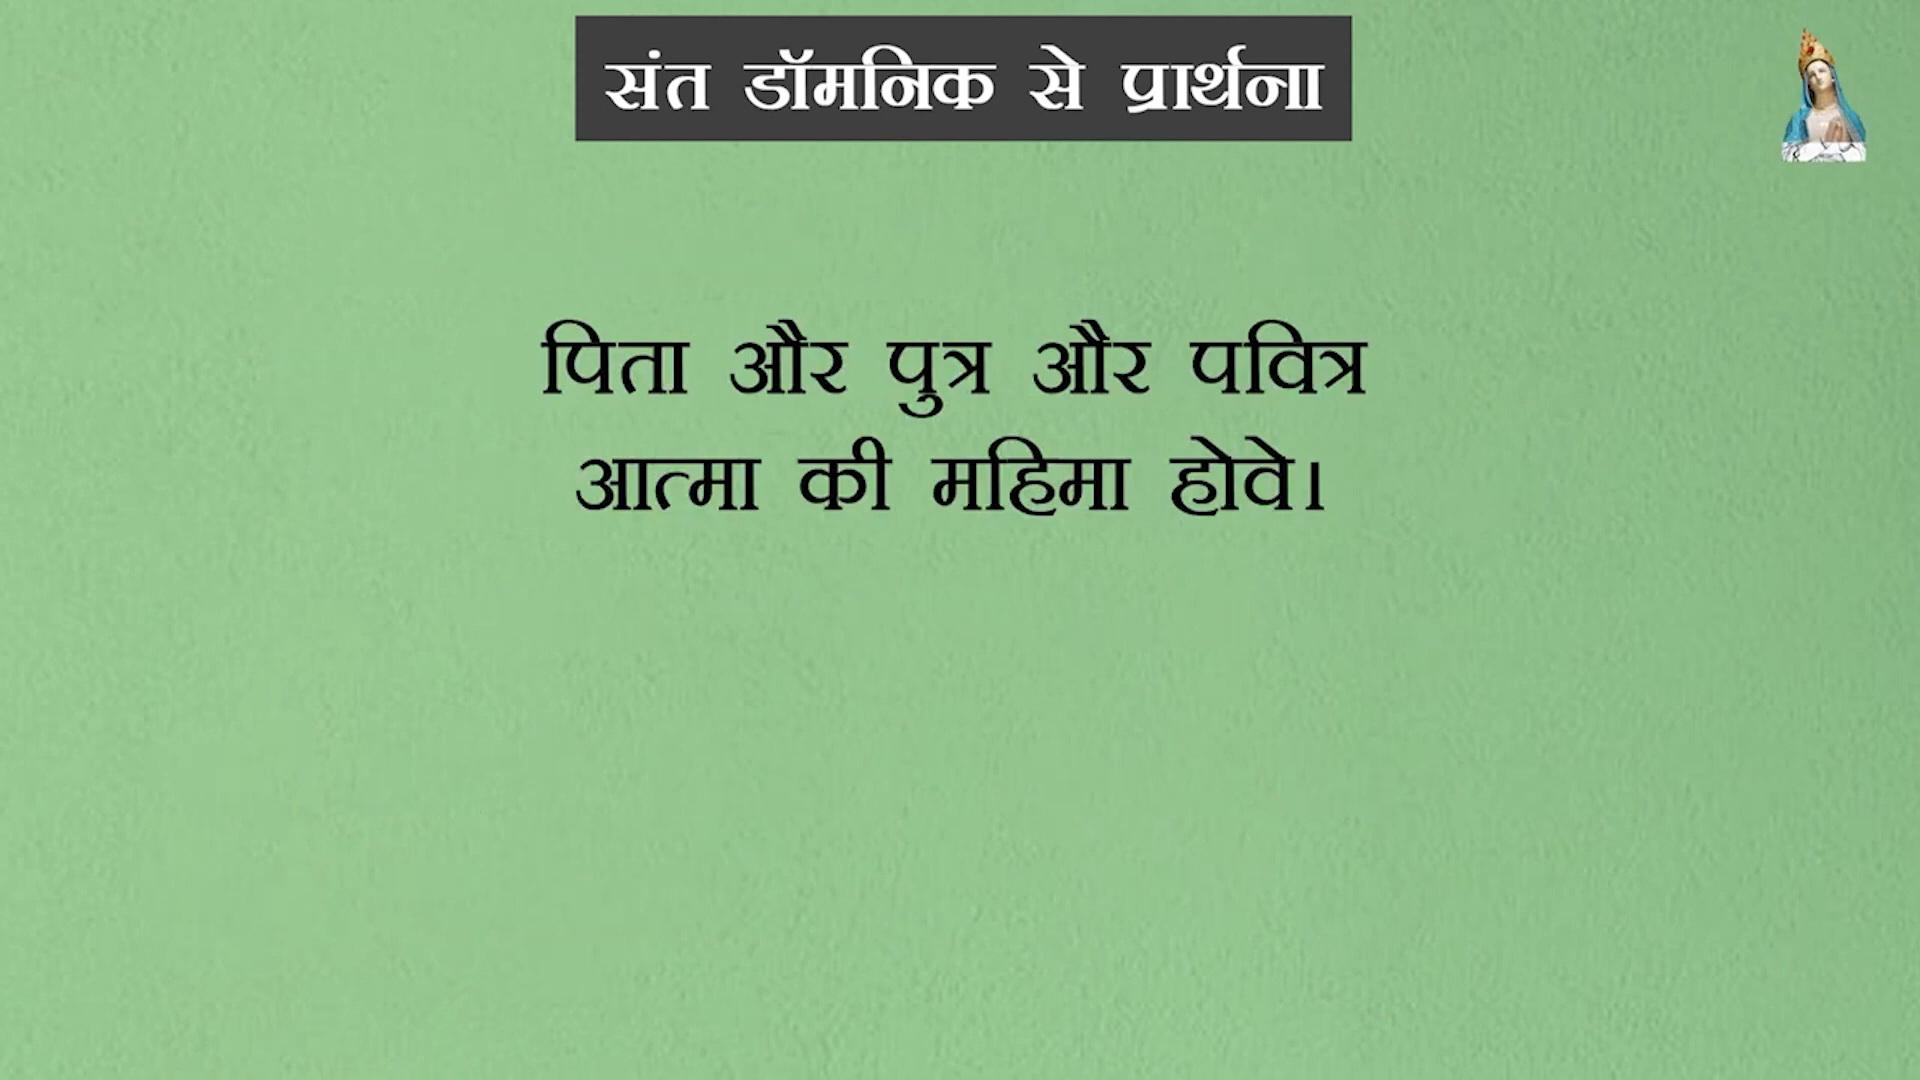 संत डॉमनिक से प्रार्थना
पिता और पुत्र और पवित्र
आत्मा की महिमा होवे।